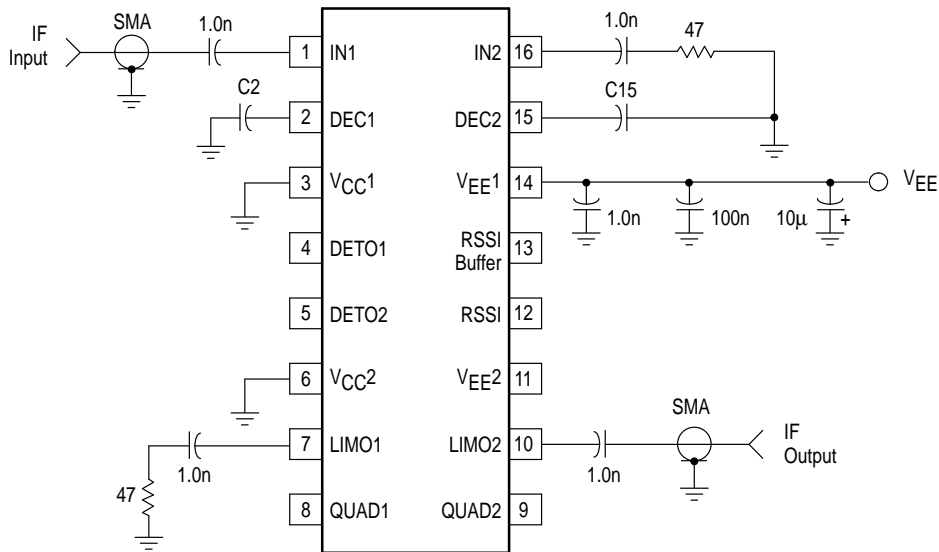 IF
Input
SMA
1.0n
1
IN1
C2
2
DEC1
3
VCC1
4
DETO1
5
DETO2
6
VCC2
7
LIMO1
1.0n
47
8
QUAD1
1.0n
47
16
IN2
C15
15
DEC2
14
VEE1
VEE
1.0n
100n
10µ
+
13
RSSI
Buffer
12
RSSI
11
VEE2
SMA
10
LIMO2
IF
Output
1.0n
9
QUAD2